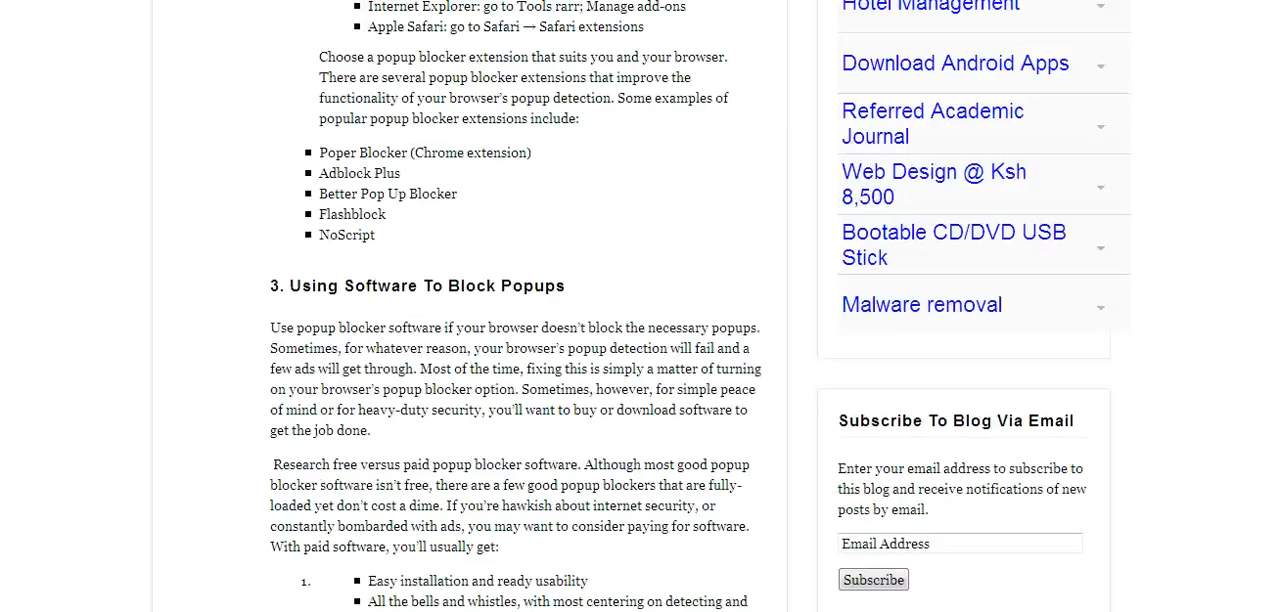 Internet Explorer: go to Tools rarr; Manage add-ons
Apple Safari: go to Safari → Safari extensions
Choose a popup blocker extension that suits you and your browser.
There are several popup blocker extensions that improve the
functionality of your browser's popup detection. Some examples of
popular popup blocker extensions include:
Poper Blocker (Chrome extension)
Adblock Plus
Better Pop Up Blocker
Flashblock
NoScript
3. Using Software To Block Popups
Use popup blocker software if your browser doesn't block the necessary popups.
Sometimes, for whatever reason, your browser's popup detection will fail and a
few ads will get through. Most of the time, fixing this is simply a matter of turning
on your browser's popup blocker option. Sometimes, however, for simple peace
of mind or for heavy-duty security, you'll want to buy or download software to
get the job done.
Research free versus paid popup blocker software. Although most good popup
blocker software isn't free, there are a few good popup blockers that are fully-
loaded yet don't cost a dime. If you're hawkish about internet security, or
constantly bombarded with ads, you may want to consider paying for software.
With paid software, you'll usually get:
1.
Easy installation and ready usability
All the bells and whistles, with most centering on detecting and
Hotel Management
Download Android Apps
Referred Academic
Journal
Web Design @ Ksh
8,500
Bootable CD/DVD USB
Stick
Malware removal
Subscribe To Blog Via Email
Enter your email address to subscribe to
this blog and receive notifications of new
posts by email.
Email Address
Subscribe